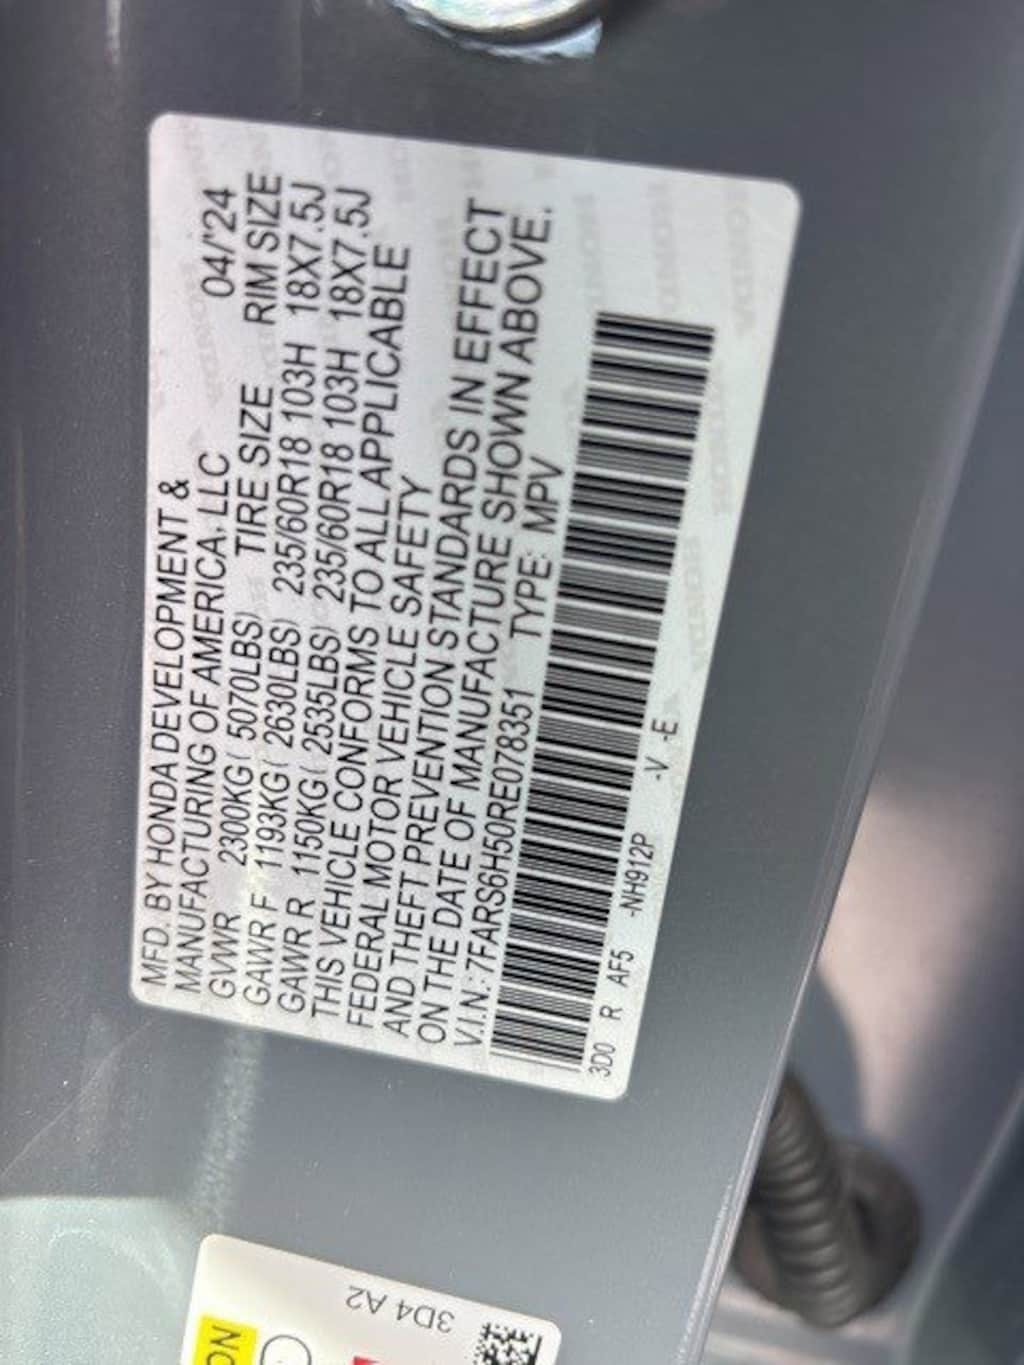 MFD. BY HONDA DEVELOPMENT &
MANUFACTURING OF AMERICA, LLC 04/'24
GVWR 2300KG( 5070LBS) TIRE SIZE RIM SIZE
GAWR F 1193KG( 2630LBS) 235/60R18 103H 18X7.5J
GAWR R 1150KG( 2535LBS) 235/60R18 103H 18X7.5J
THIS VEHICLE CONFORMS TO ALL APPLICABLE
FEDERAL MOTOR VEHICLE SAFETY
AND THEFT PREVENTION STANDARDS IN EFFECT
ON THE DATE OF MANUFACTURE SHOWN ABOVE.
V.I.N.: 7FARS6H50RE078351 TYPE: MPV
3D0 R AF5 -NH912P -V -E
3D4 A2
ON